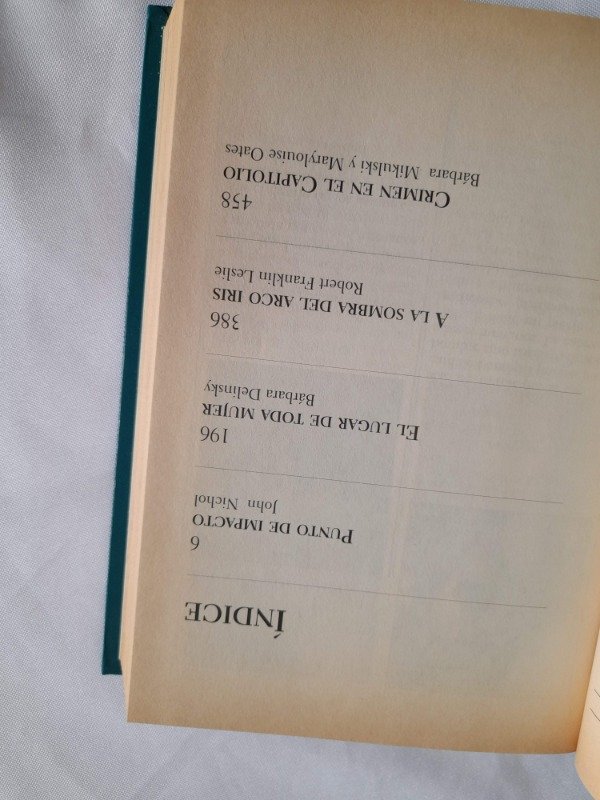 ÍNDICE
6
PUNTO DE IMPACTO
John Nichol
196
EL LUGAR DE TODA MUJER
Bárbara Delinsky
386
A LA SOMBRA DEL ARCO IRIS
Robert Franklin Leslie
458
CRIMEN EN EL CAPITOLIO
Bárbara Mikulski y Marylouise Oates